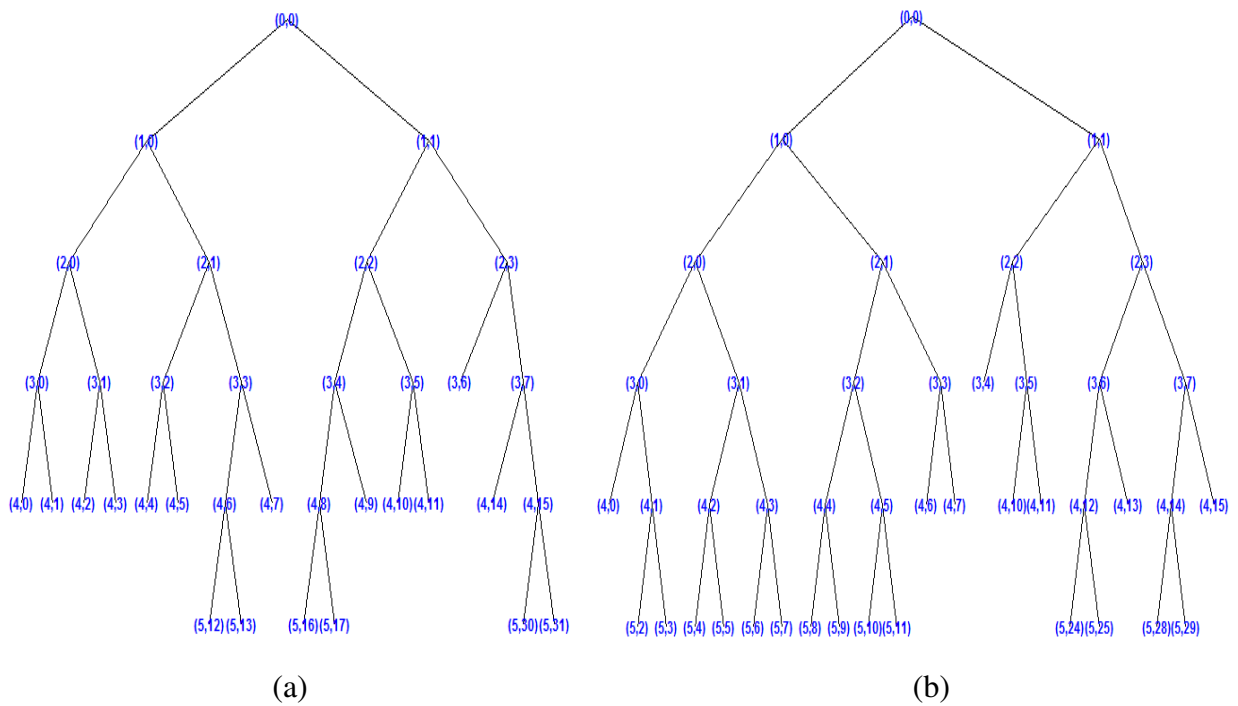 (0,0) (0,0)
(1,0) (1,1) (1,0) (1,1)
(2,0) (2,1) (2,2) (2,3) (2,0) (2,1) (2,2) (2,3)
(3,0) (3,1) (3,2) (3,3) (3,4) (3,5) (3,6) (3,7) (3,0) (3,1) (3,2) (3,3) (3,4) (3,5) (3,6) (3,7)
(4,0) (4,1) (4,2) (4,3) (4,4) (4,5) (4,6) (4,7) (4,8) (4,9) (4,10) (4,11) (4,14) (4,15) (4,0) (4,1) (4,2) (4,3) (4,4) (4,5) (4,6) (4,7) (4,10) (4,11) (4,12) (4,13) (4,14) (4,15)
(5,12) (5,13) (5,16) (5,17) (5,30) (5,31) (5,2) (5,3) (5,4) (5,5) (5,6) (5,7) (5,8) (5,9) (5,10) (5,11) (5,24) (5,25) (5,28) (5,29)
(a) (b)